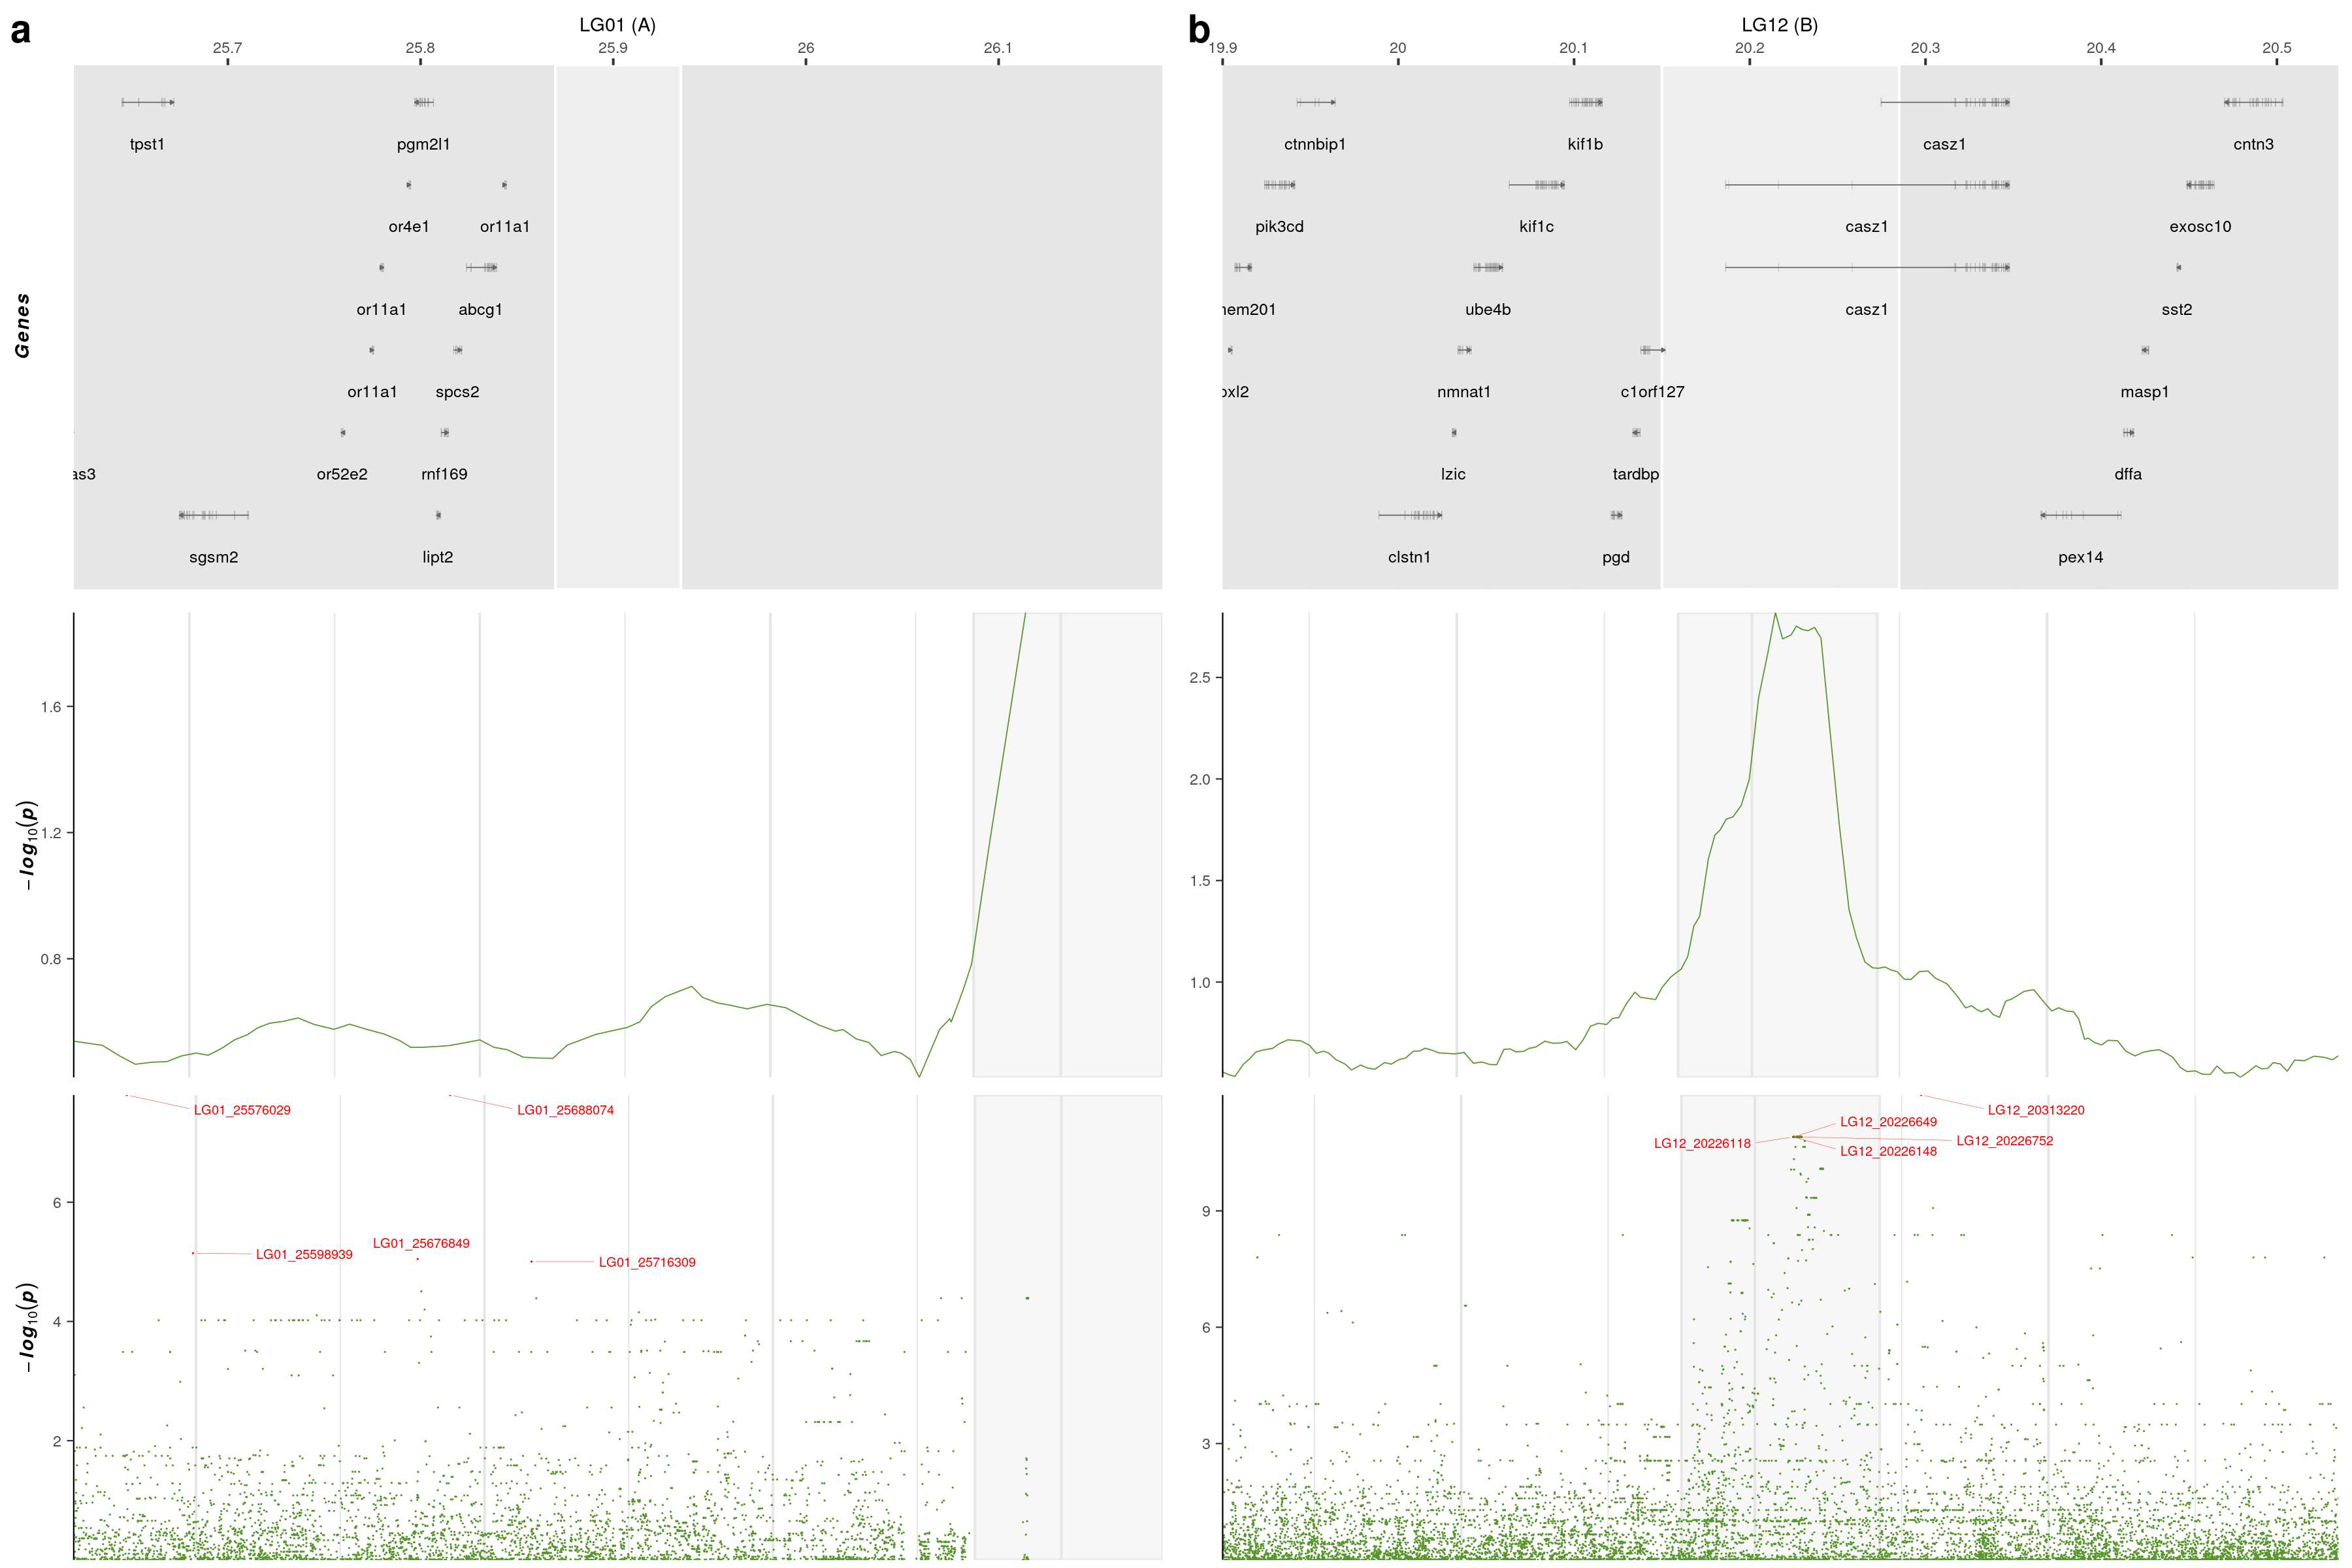 a
LG01 (A)
25.7 25.8 25.9 26 26.1
tpst1 pgm2l1
or4e1 or11a1
or11a1 abcg1
or11a1 spcs2
as3 or52e2 rnf169
sgsm2 lipt2
Genes
−log10(p)
1.6
1.2
0.8
−log10(p)
6
4
2
LG01_25576029 LG01_25688074
LG01_25676849
LG01_25598939
LG01_25716309
b
LG12 (B)
19.9 20 20.1 20.2 20.3 20.4 20.5
ctnnbip1 kif1b casz1 cntn3
pik3cd kif1c casz1 exosc10
nem201 ube4b casz1 sst2
oxl2 nmnat1 c1orf127 masp1
lzic tardbp dffa
clstn1 pgd pex14
2.5
2.0
1.5
1.0
9
6
3
LG12_20313220
LG12_20226649
LG12_20226118 LG12_20226752
LG12_20226148